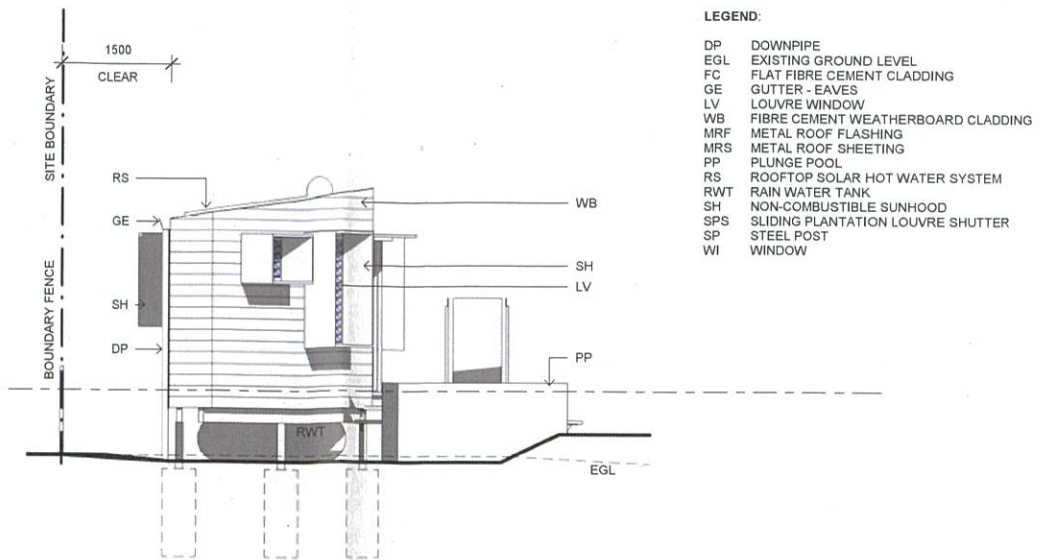 LEGEND:
DP DOWNPIPE
EGL EXISTING GROUND LEVEL
FC FLAT FIBRE CEMENT CLADDING
GE GUTTER - EAVES
LV LOUVRE WINDOW
WB FIBRE CEMENT WEATHERBOARD CLADDING
MRF METAL ROOF FLASHING
MRS METAL ROOF SHEETING
PP PLUNGE POOL
RS ROOFTOP SOLAR HOT WATER SYSTEM
RWT RAIN WATER TANK
SH NON-COMBUSTIBLE SUNHOOD
SPS SLIDING PLANTATION LOUVRE SHUTTER
SP STEEL POST
WI WINDOW
1500
CLEAR
SITE BOUNDARY
BOUNDARY FENCE
RS
GE
SH
DP
WB
SH
LV
PP
RWT
EGL